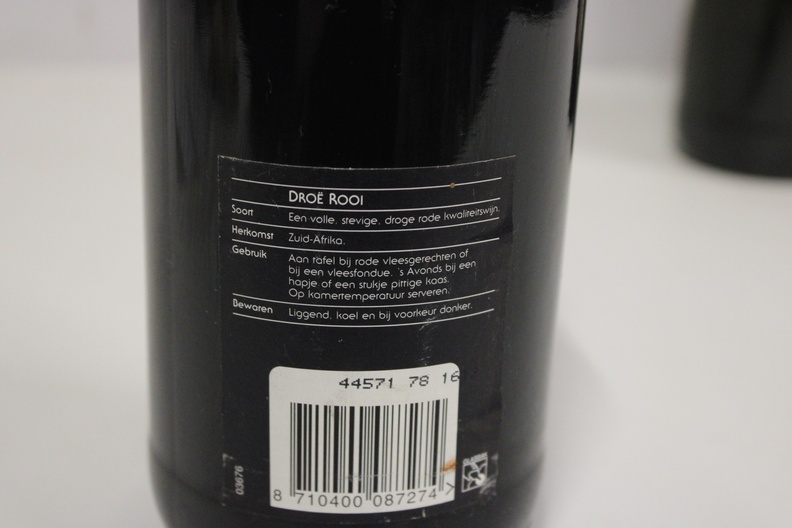 DROË ROOI
Soort Een volle, stevige, droge rode kwaliteitswijn.
Herkomst Zuid-Afrika.
Gebruik Aan tafel bij rode vleesgerechten of
bij een vleesfondue. 's Avonds bij een
hapje of een stukje pittige kaas.
Op kamertemperatuur serveren.
Bewaren Liggend, koel en bij voorkeur donker.
44571 78 16
03676
8 710400 087274 >